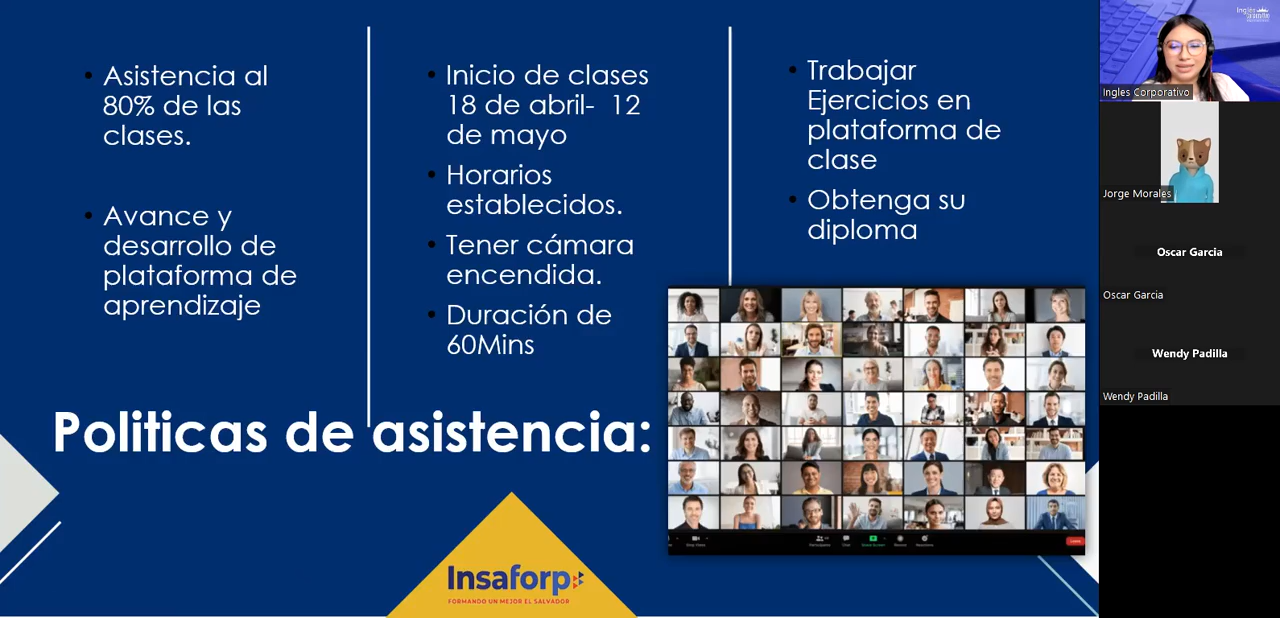 Asistencia al
80% de las
clases.
Avance y
desarrollo de
plataforma de
aprendizaje
Inicio de clases
18 de abril- 12
de mayo
Horarios
establecidos.
Tener cámara
encendida.
Duración de
60Mins
Trabajar
Ejercicios en
plataforma de
clase
Obtenga su
diploma
Politicas de asistencia:
Insaforp
FORMANDO UN MEJOR EL SALVADOR
Ingles Corporativo
Jorge Morales
Oscar Garcia
Oscar Garcia
Wendy Padilla
Wendy Padilla